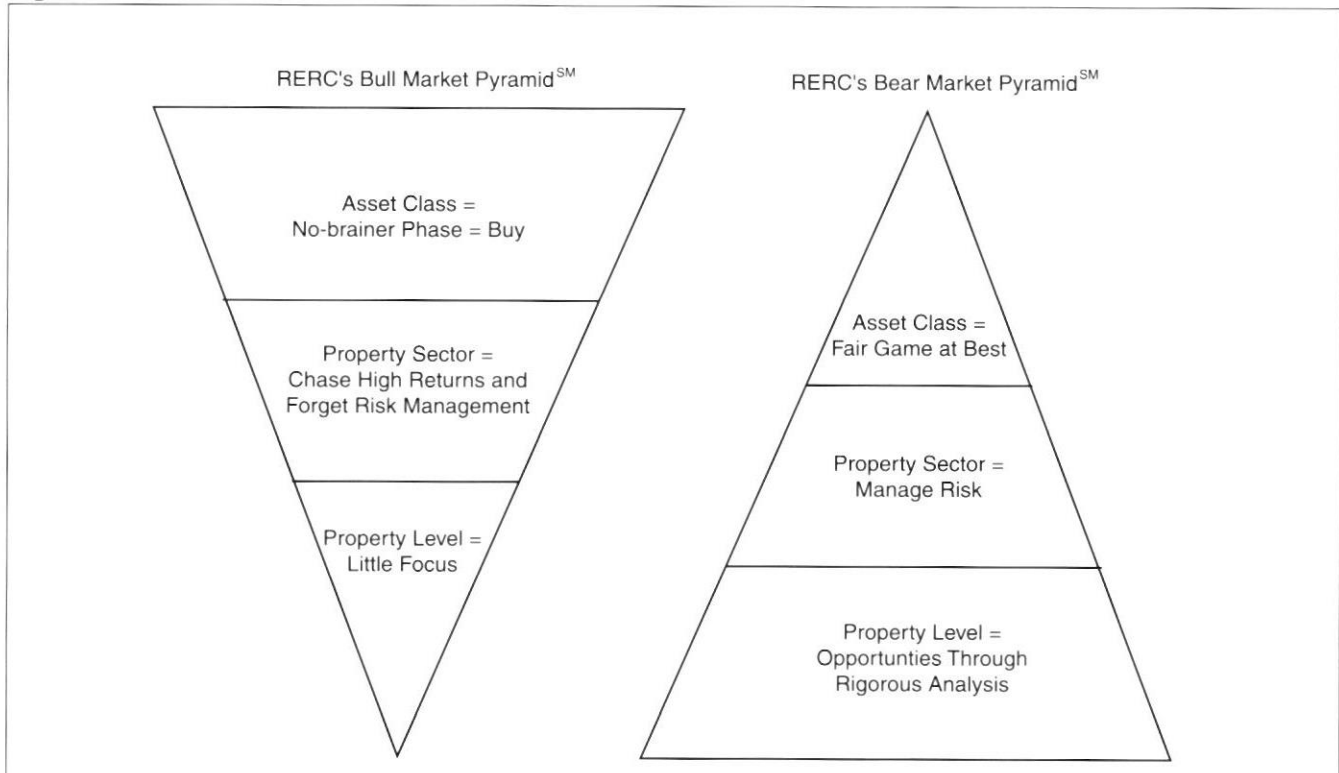 RERC's Bull Market Pyramid℠
Asset Class =
No-brainer Phase = Buy
Property Sector =
Chase High Returns and
Forget Risk Management
Property Level =
Little Focus
RERC's Bear Market Pyramid℠
Asset Class =
Fair Game at Best
Property Sector =
Manage Risk
Property Level =
Opportunties Through
Rigorous Analysis